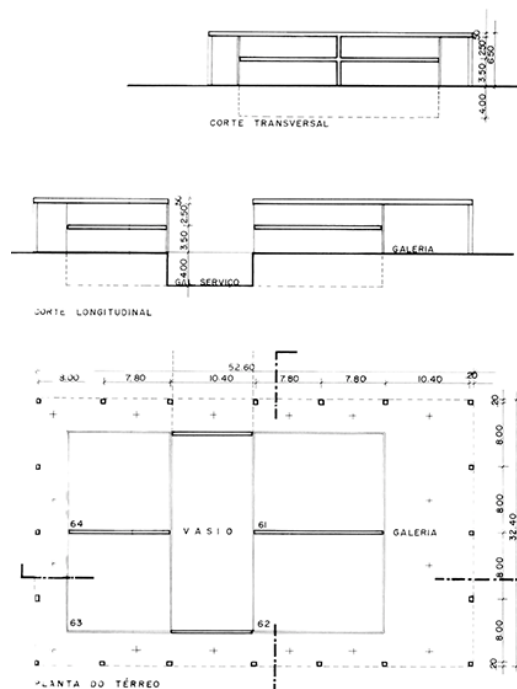 50
2.50
3.50
6.50
4.00
CORTE TRANSVERSAL
50
2.50
3.50
4.00
GALERIA
GAL SERVIÇO
CORTE LONGITUDINAL
52.60
8.00 7.80 10.40 7.80 7.80 10.40 20
20
8.00
64 VASIO 61 GALERIA
8.00
32.40
8.00
63 62
8.00
20
PLANTA DO TÉRREO